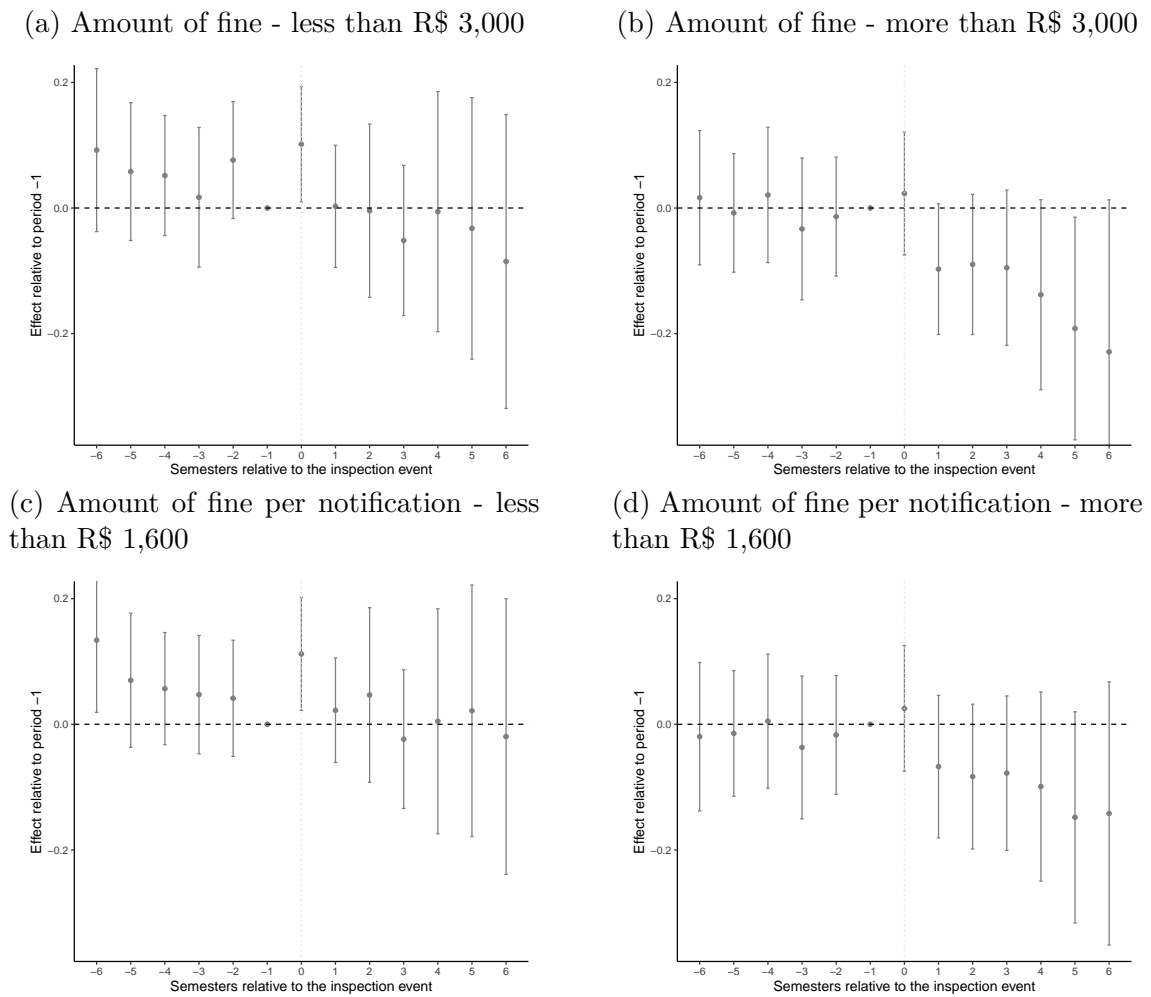 (a) Amount of fine - less than R$ 3,000
0.2
0.0
−0.2
Effect relative to period −1
−6 −5 −4 −3 −2 −1 0 1 2 3 4 5 6
Semesters relative to the inspection event
(b) Amount of fine - more than R$ 3,000
0.2
0.0
−0.2
Effect relative to period −1
−6 −5 −4 −3 −2 −1 0 1 2 3 4 5 6
Semesters relative to the inspection event
(c) Amount of fine per notification - less
than R$ 1,600
0.2
0.0
−0.2
Effect relative to period −1
−6 −5 −4 −3 −2 −1 0 1 2 3 4 5 6
Semesters relative to the inspection event
(d) Amount of fine per notification - more
than R$ 1,600
0.2
0.0
−0.2
Effect relative to period −1
−6 −5 −4 −3 −2 −1 0 1 2 3 4 5 6
Semesters relative to the inspection event